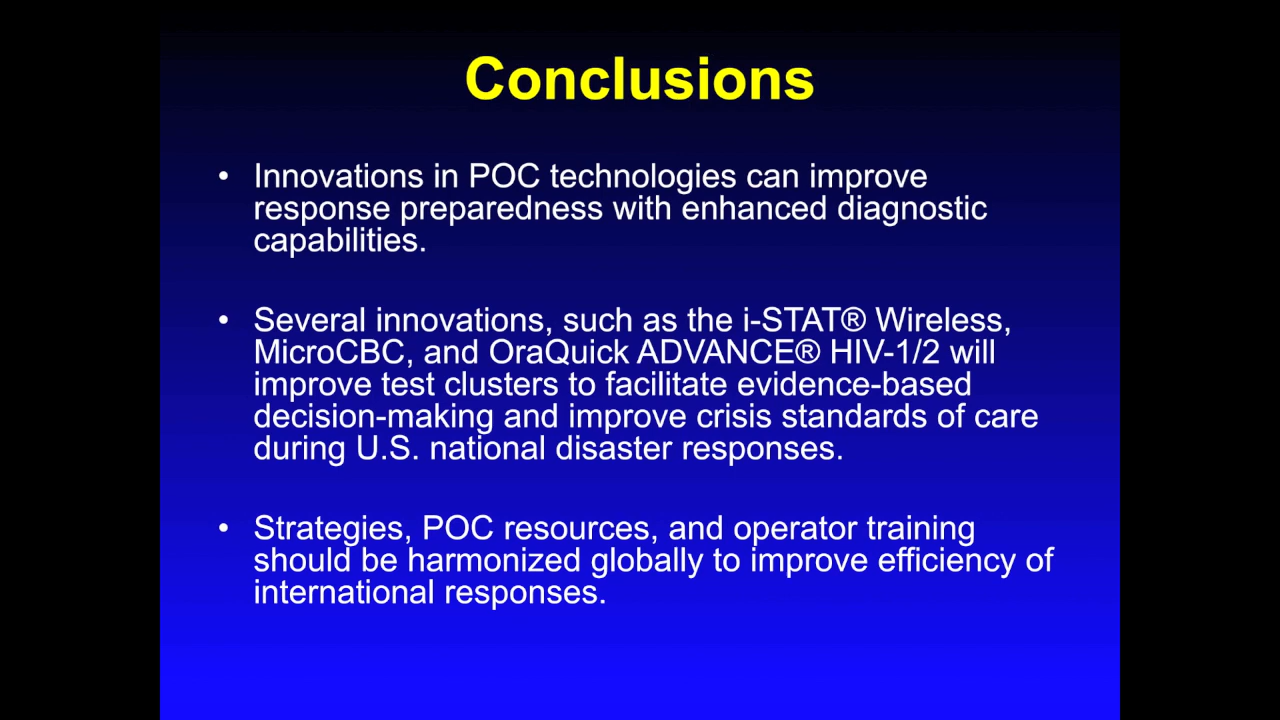 Conclusions
• Innovations in POC technologies can improve
response preparedness with enhanced diagnostic
capabilities.
• Several innovations, such as the i-STAT® Wireless,
MicroCBC, and OraQuick ADVANCE® HIV-1/2 will
improve test clusters to facilitate evidence-based
decision-making and improve crisis standards of care
during U.S. national disaster responses.
• Strategies, POC resources, and operator training
should be harmonized globally to improve efficiency of
international responses.